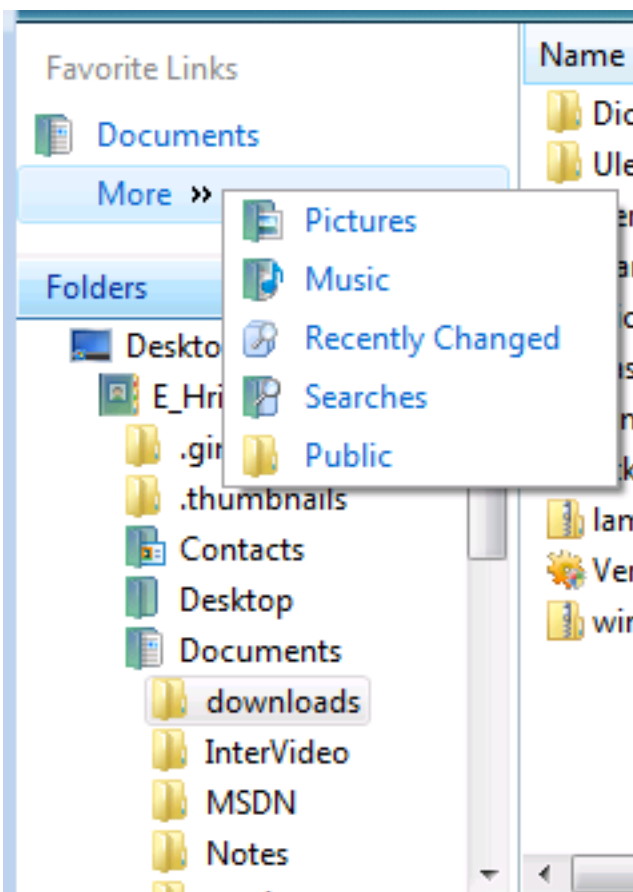 Favorite Links
Documents
More »
Pictures
Music
Recently Changed
Searches
Public
Folders
Desktop
Contacts
.thumbnails
Desktop
Documents
downloads
InterVideo
MSDN
Notes
Name